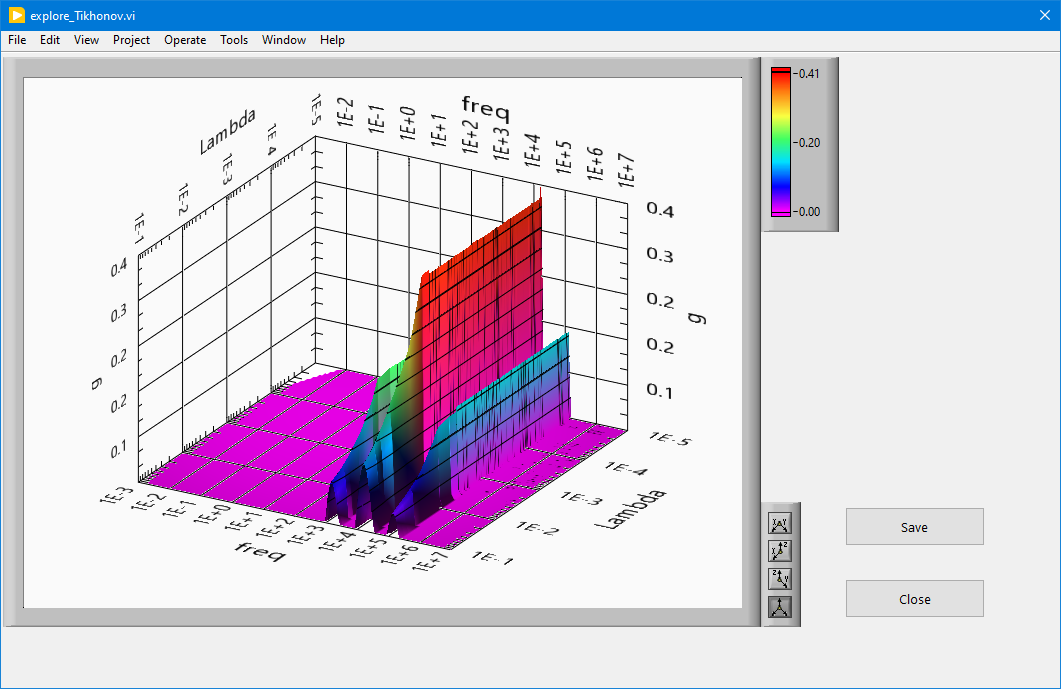 explore_Tikhonov.vi
File Edit View Project Operate Tools Window Help
Lambda
1E-1
1E-2
1E-3
1E-4
1E-5
freq
1E-2
1E-1
1E+0
1E+1
1E+2
1E+3
1E+4
1E+5
1E+6
1E+7
0.4
0.3
0.2
0.2
0.1
g
0.4
0.3
0.2
0.2
0.1
g
1E-3
1E-2
1E-1
1E+0
1E+1
1E+2
1E+3
1E+4
1E+5
1E+6
1E+7
freq
1E-5
1E-4
1E-3
1E-2
1E-1
Lambda
0.41
0.20
0.00
X Y
X Z
Z Y
Save
Close